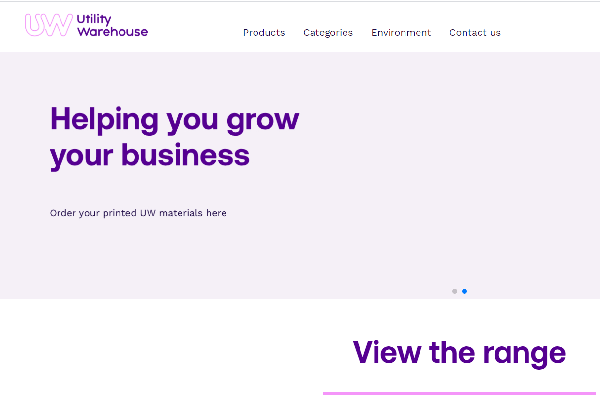 UW Utility
Warehouse
Products Categories Environment Contact us
Helping you grow
your business
Order your printed UW materials here
View the range